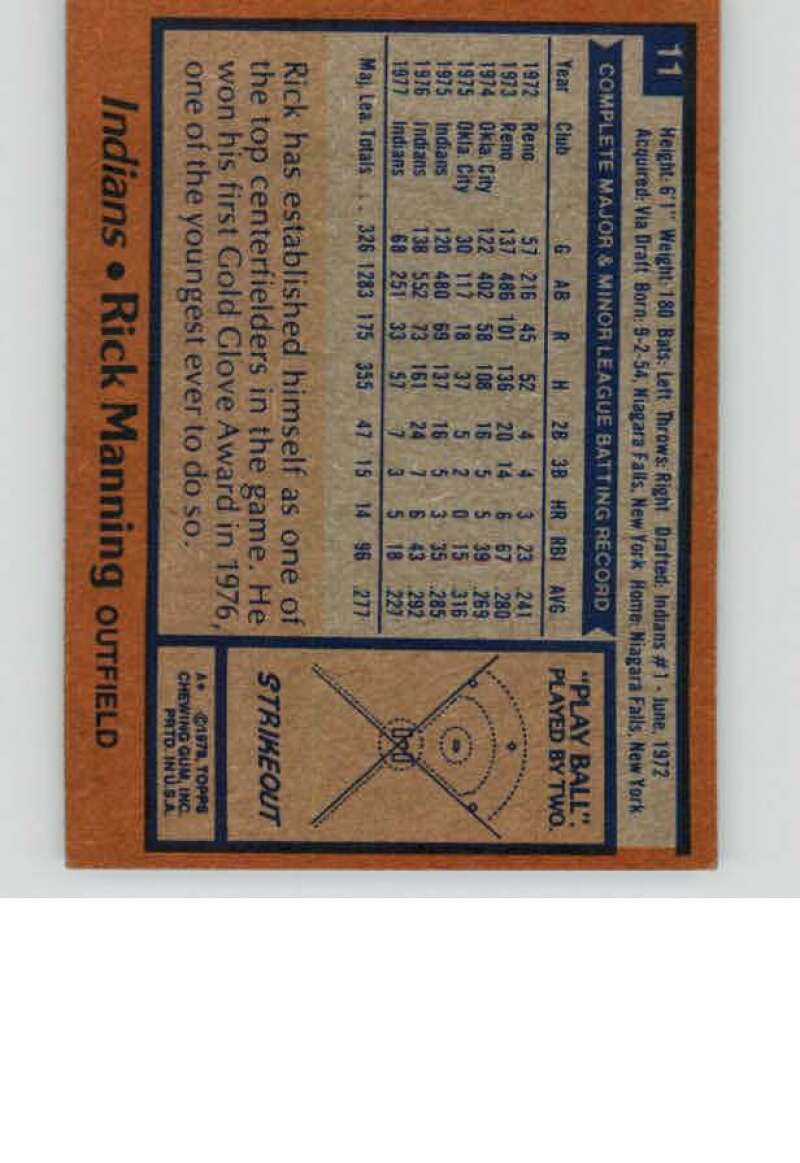 11
Height: 6'1" Weight: 180 Bats: Left Throws: Right Drafted: Indians #1 - June, 1972
Acquired: Via Draft Born: 9-2-54, Niagara Falls, New York Home: Niagara Falls, New York
COMPLETE MAJOR & MINOR LEAGUE BATTING RECORD
Year Club G AB R H 2B 3B HR RBI AVG
1972 Reno 57 216 45 52 4 4 3 23 .241
1973 Reno 137 486 101 136 20 14 6 67 .280
1974 Okla. City 122 402 58 108 16 5 5 39 .269
1975 Okla. City 30 117 18 37 5 2 0 15 .316
1975 Indians 120 480 69 137 16 5 3 35 .285
1976 Indians 138 552 73 161 24 7 6 43 .292
1977 Indians 68 251 33 57 7 3 5 18 .227
Maj. Lea. Totals ... 326 1283 175 355 47 15 14 96 .277
Rick has established himself as one of
the top centerfielders in the game. He
won his first Gold Glove Award in 1976,
one of the youngest ever to do so.
"PLAY BALL":
PLAYED BY TWO.
STRIKEOUT
A* ©1978, TOPPS
CHEWING GUM, INC.
PRTD. IN U.S.A.
Indians • Rick Manning OUTFIELD